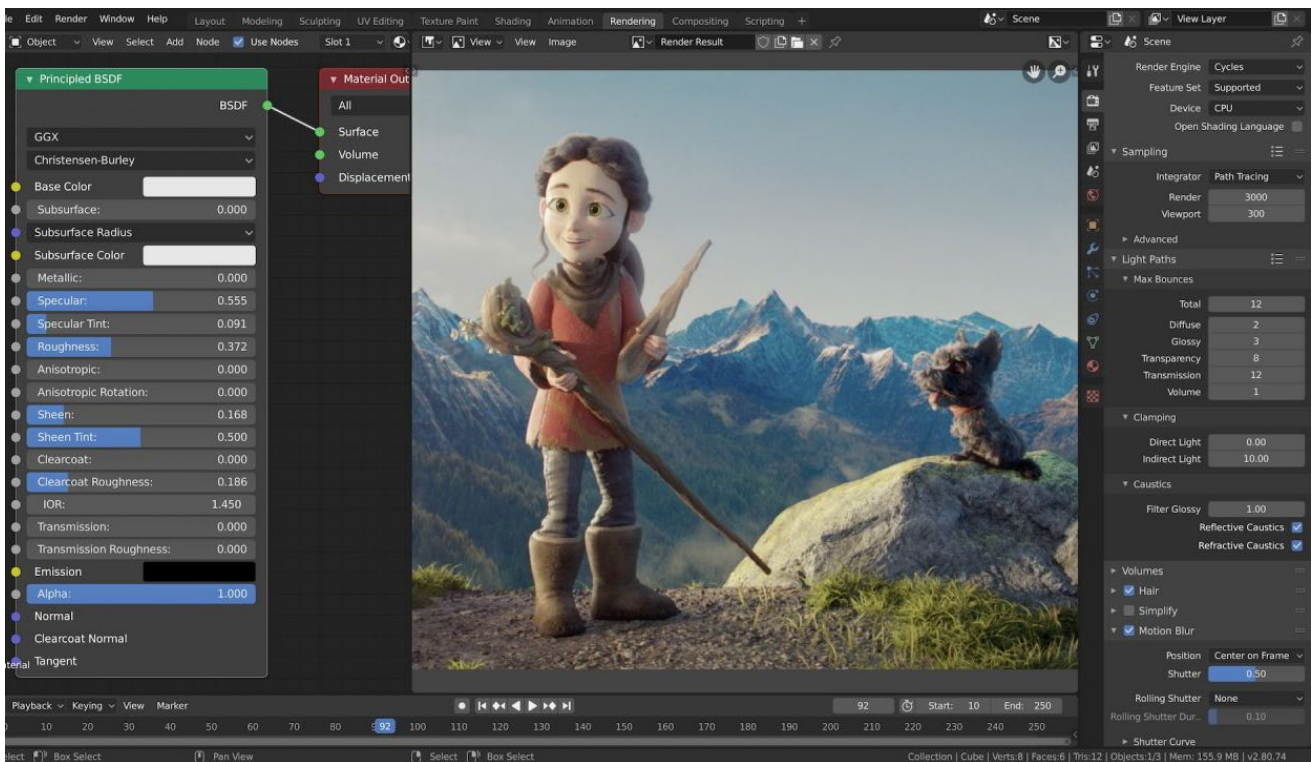 le Edit Render Window Help Layout Modeling Sculpting UV Editing Texture Paint Shading Animation Rendering Compositing Scripting + Scene View Layer
Object View Select Add Node Use Nodes Slot 1 View View Image Render Result Scene
Principled BSDF
BSDF
GGX
Christensen-Burley
Base Color
Subsurface: 0.000
Subsurface Radius
Subsurface Color
Metallic: 0.000
Specular: 0.555
Specular Tint: 0.091
Roughness: 0.372
Anisotropic: 0.000
Anisotropic Rotation: 0.000
Sheen: 0.168
Sheen Tint: 0.500
Clearcoat: 0.000
Clearcoat Roughness: 0.186
IOR: 1.450
Transmission: 0.000
Transmission Roughness: 0.000
Emission
Alpha: 1.000
Normal
Clearcoat Normal
Tangent
terial
Material Out
All
Surface
Volume
Displacement
Render Engine Cycles
Feature Set Supported
Device CPU
Open Shading Language
Sampling
Integrator Path Tracing
Render 3000
Viewport 300
Advanced
Light Paths
Max Bounces
Total 12
Diffuse 2
Glossy 3
Transparency 8
Transmission 12
Volume 1
Clamping
Direct Light 0.00
Indirect Light 10.00
Caustics
Filter Glossy 1.00
Reflective Caustics
Refractive Caustics
Volumes
Hair
Simplify
Motion Blur
Position Center on Frame
Shutter 0.50
Rolling Shutter None
Rolling Shutter Dur.. 0.10
Shutter Curve
Playback Keying View Marker 92 Start: 10 End: 250
10 20 30 40 50 60 70 80 92 100 110 120 130 140 150 160 170 180 190 200 210 220 230 240 250
elect Box Select Pan View Select Box Select Collection | Cube | Verts:8 | Faces:6 | Tris:12 | Objects:1/3 | Mem: 155.9 MB | v2.80.74